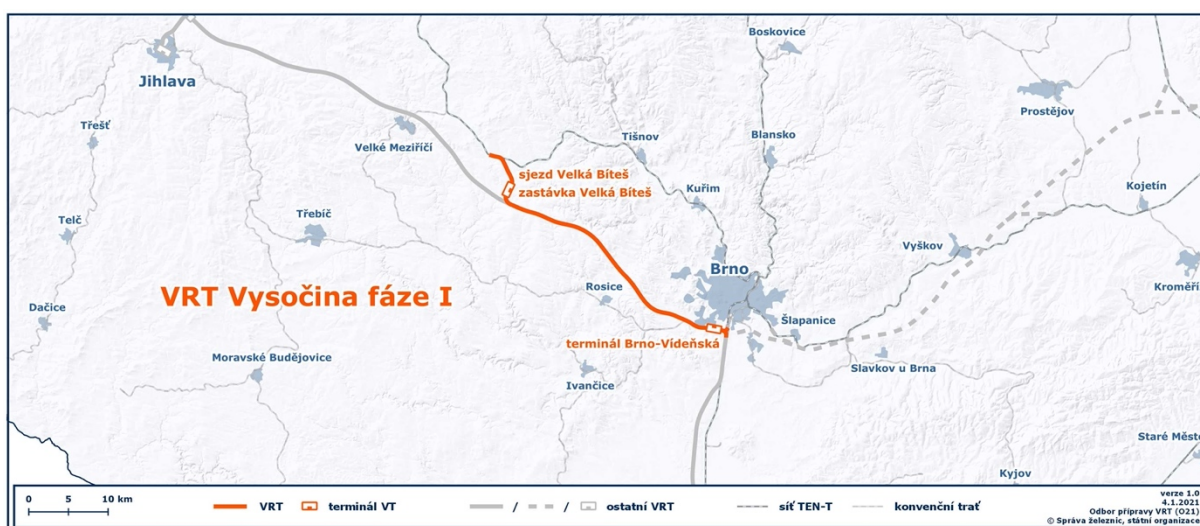 Boskovice
Jihlava
Prostějov
Třešť
Velké Meziříčí
Tišnov
Blansko
sjezd Velká Bíteš
zastávka Velká Bíteš
Kuřim
Kojetín
Telč
Třebíč
Vyškov
Brno
VRT Vysočina fáze I
Rosice
Kroměří
Dačice
Šlapanice
terminál Brno-Vídeňská
Moravské Budějovice
Slavkov u Brna
Ivančice
Staré Měst
Kyjov
0 5 10 km
VRT
terminál VT
/ / ostatní VRT
síť TEN-T
konvenční trať
verze 1.0
4.1.2021
Odbor přípravy VRT (O21)
© Správa železnic, státní organizace